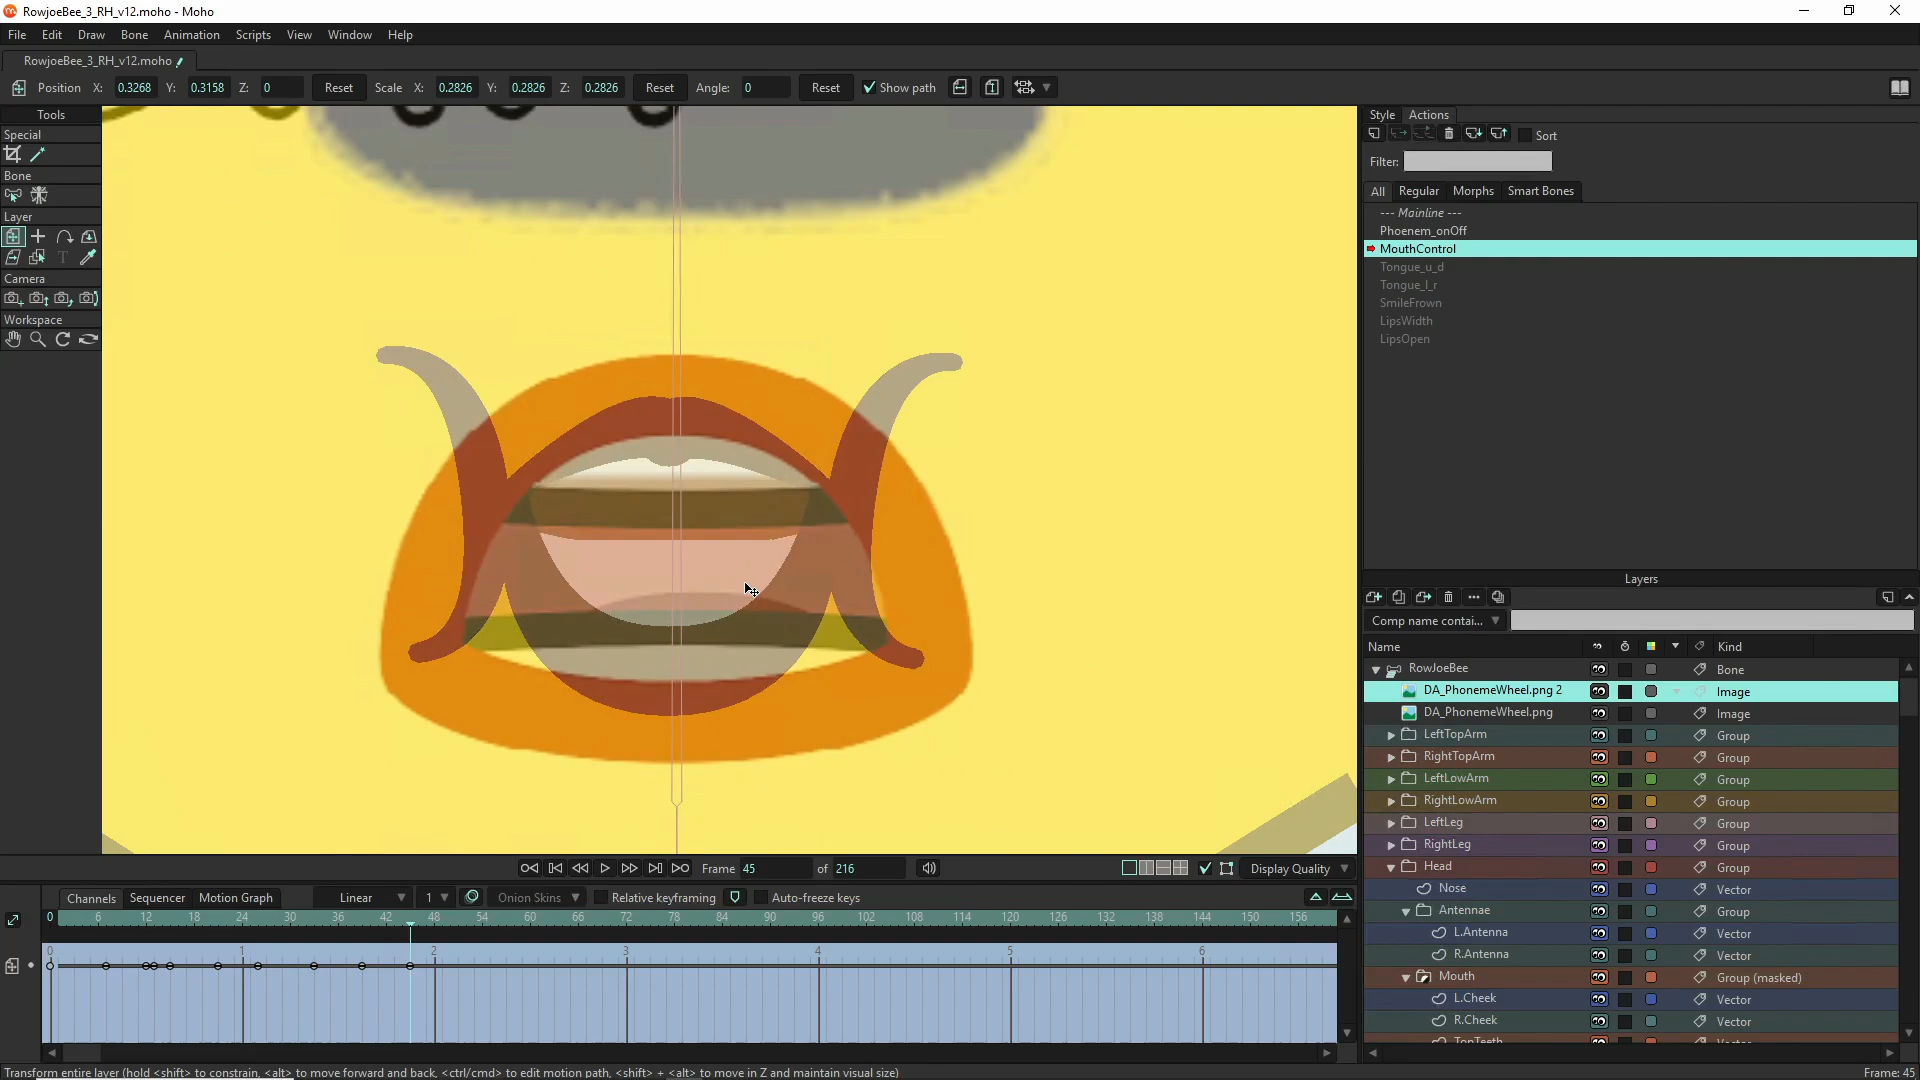 RowjoeBee_3_RH_v12.moho - Moho
File Edit Draw Bone Animation Scripts View Window Help
RowjoeBee_3_RH_v12.moho
Position X: 0.3268 Y: 0.3158 Z: 0 Reset Scale X: 0.2826 Y: 0.2826 Z: 0.2826 Reset Angle: 0 Reset Show path
Tools
Special
Bone
Layer
Camera
Workspace
Style Actions
Sort
Filter:
All Regular Morphs Smart Bones
--- Mainline ---
Phoenem_onOff
MouthControl
Tongue_u_d
Tongue_l_r
SmileFrown
LipsWidth
LipsOpen
Layers
Comp name contai...
Name Kind
RowJoeBee Bone
DA_PhonemeWheel.png 2 Image
DA_PhonemeWheel.png Image
LeftTopArm Group
RightTopArm Group
LeftLowArm Group
RightLowArm Group
LeftLeg Group
RightLeg Group
Head Group
Nose Vector
Antennae Group
L.Antenna Vector
R.Antenna Vector
Mouth Group (masked)
L.Cheek Vector
R.Cheek Vector
TopTeeth Vector
Frame 45 of 216 Display Quality
Channels Sequencer Motion Graph Linear 1 Onion Skins Relative keyframing Auto-freeze keys
0 6 12 18 24 30 36 42 48 54 60 66 72 78 84 90 96 102 108 114 120 126 132 138 144 150 156
0 1 2 3 4 5 6
Transform entire layer (hold <shift> to constrain, <alt> to move forward and back, <ctrl/cmd> to edit motion path, <shift> + <alt> to move in Z and maintain visual size) Frame: 45